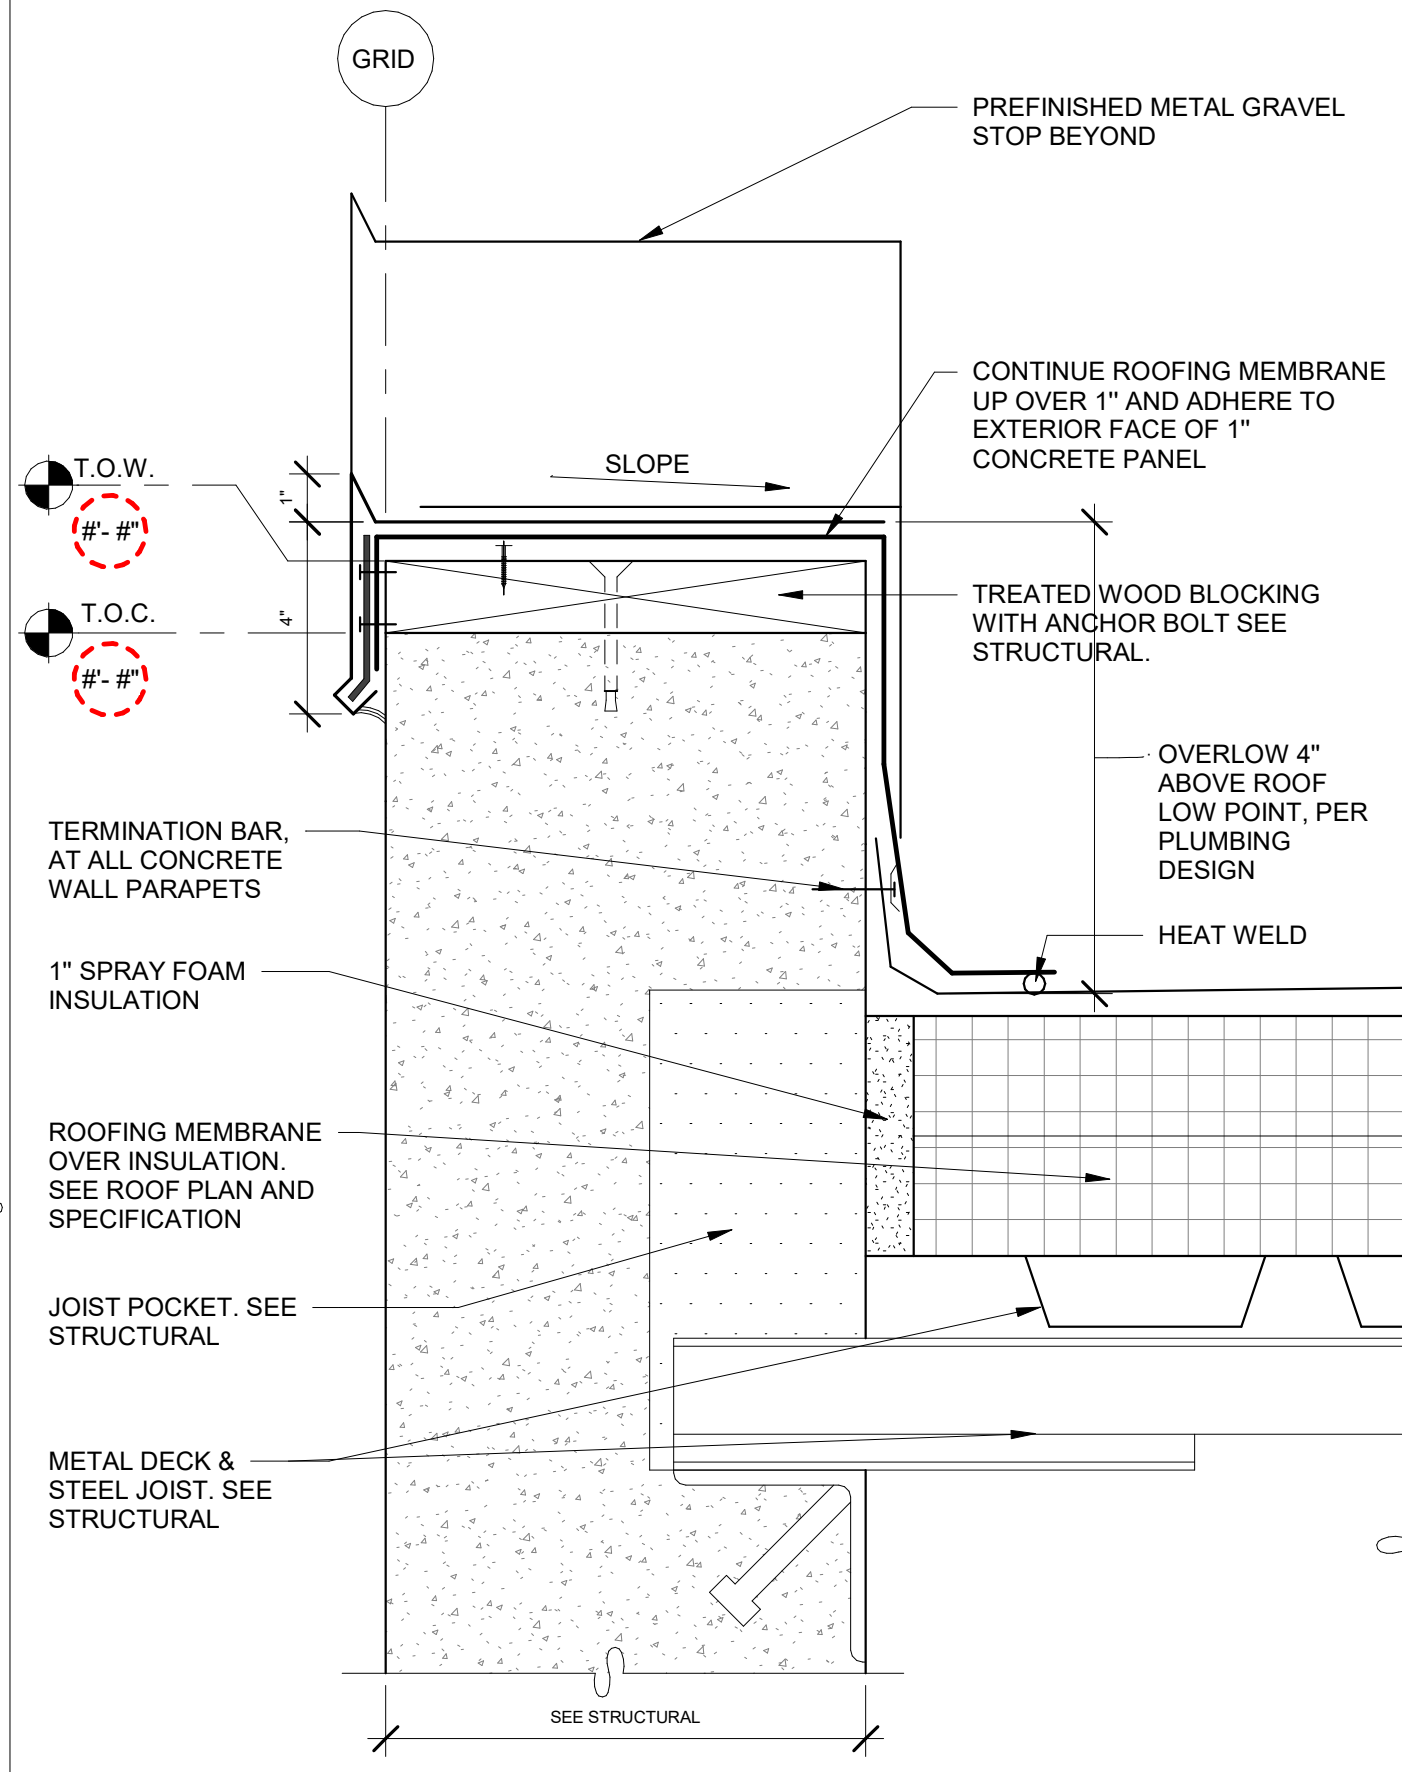 GRID
PREFINISHED METAL GRAVEL
STOP BEYOND
CONTINUE ROOFING MEMBRANE
UP OVER 1" AND ADHERE TO
EXTERIOR FACE OF 1"
CONCRETE PANEL
SLOPE
T.O.W.
#'- #"
1"
T.O.C.
#'- #"
4"
TREATED WOOD BLOCKING
WITH ANCHOR BOLT SEE
STRUCTURAL.
OVERLOW 4"
ABOVE ROOF
LOW POINT, PER
PLUMBING
DESIGN
TERMINATION BAR,
AT ALL CONCRETE
WALL PARAPETS
HEAT WELD
1" SPRAY FOAM
INSULATION
ROOFING MEMBRANE
OVER INSULATION.
SEE ROOF PLAN AND
SPECIFICATION
JOIST POCKET. SEE
STRUCTURAL
METAL DECK &
STEEL JOIST. SEE
STRUCTURAL
SEE STRUCTURAL